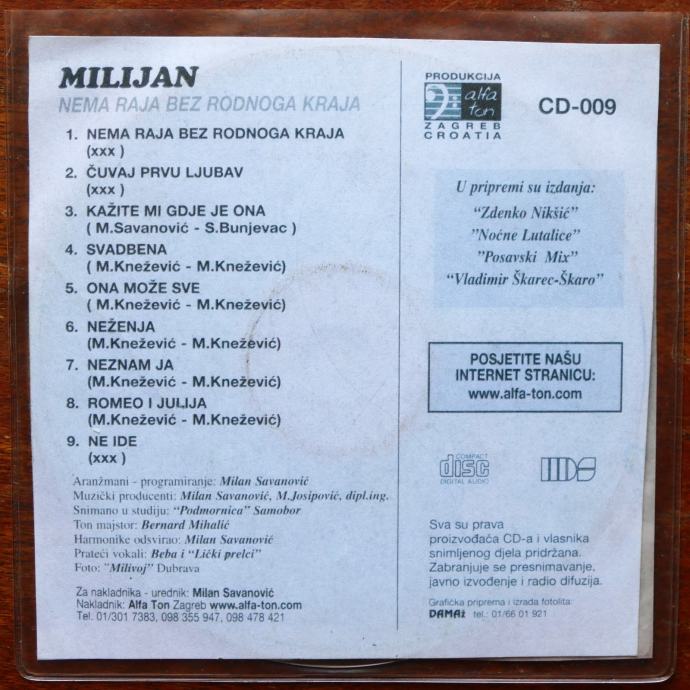 MILIJAN
NEMA RAJA BEZ RODNOGA KRAJA
1. NEMA RAJA BEZ RODNOGA KRAJA
(xxx )
2. ČUVAJ PRVU LJUBAV
(xxx )
3. KAŽITE MI GDJE JE ONA
( M.Savanović - S.Bunjevac )
4. SVADBENA
( M.Knežević - M.Knežević)
5. ONA MOŽE SVE
( M.Knežević - M.Knežević)
6. NEŽENJA
(M.Knežević - M.Knežević)
7. NEZNAM JA
(M.Knežević - M.Knežević)
8. ROMEO I JULIJA
(M.Knežević - M.Knežević)
9. NE IDE
(xxx )
Aranžmani - programiranje: Milan Savanović
Muzički producenti: Milan Savanović, M.Josipović, dipl.ing.
Snimano u studiju: "Podmornica" Samobor
Ton majstor: Bernard Mihalić
Harmonike odsvirao: Milan Savanović
Prateći vokali: Beba i "Lički prelci"
Foto: "Milivoj" Dubrava
Za nakladnika - urednik: Milan Savanović
Nakladnik: Alfa Ton Zagreb www.alfa-ton.com
Tel. 01/301 7383, 098 355 947, 098 478 421
PRODUKCIJA
alfa
ton
ZAGREB
CROATIA
CD-009
U pripremi su izdanja:
"Zdenko Nikšić"
"Noćne Lutalice"
"Posavski Mix"
"Vladimir Škarec-Škaro"
POSJETITE NAŠU
INTERNET STRANICU:
www.alfa-ton.com
COMPACT
disc
DIGITAL AUDIO
Sva su prava
proizvođača CD-a i vlasnika
snimljenog djela pridržana.
Zabranjuje se presnimavanje,
javno izvođenje i radio difuzija.
Grafička priprema i izrada fotolita:
DAMAž tel.: 01/66 01 921